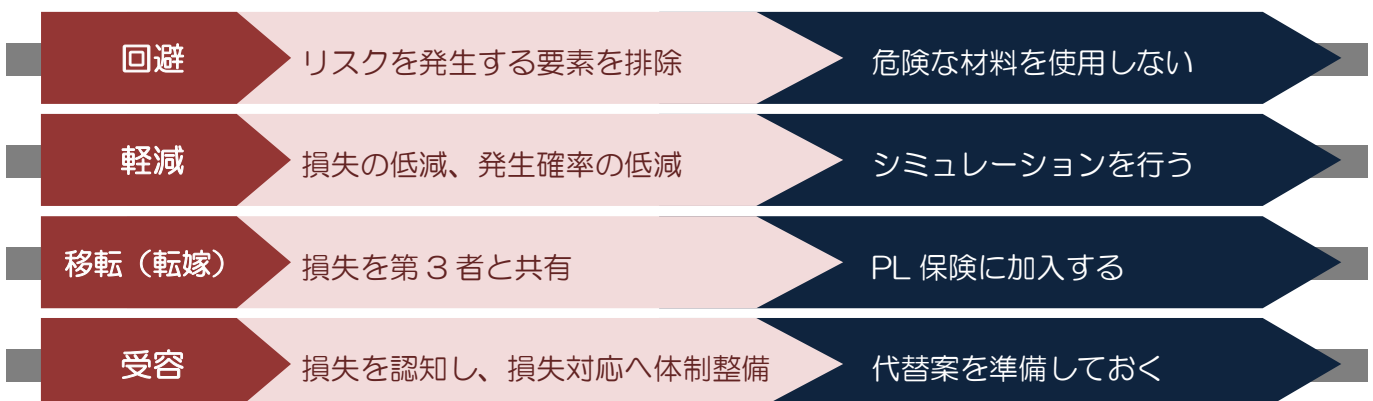 回避 リスクを発生する要素を排除 危険な材料を使用しない
軽減 損失の低減、発生確率の低減 シミュレーションを行う
移転（転嫁） 損失を第3者と共有 PL保険に加入する
受容 損失を認知し、損失対応へ体制整備 代替案を準備しておく